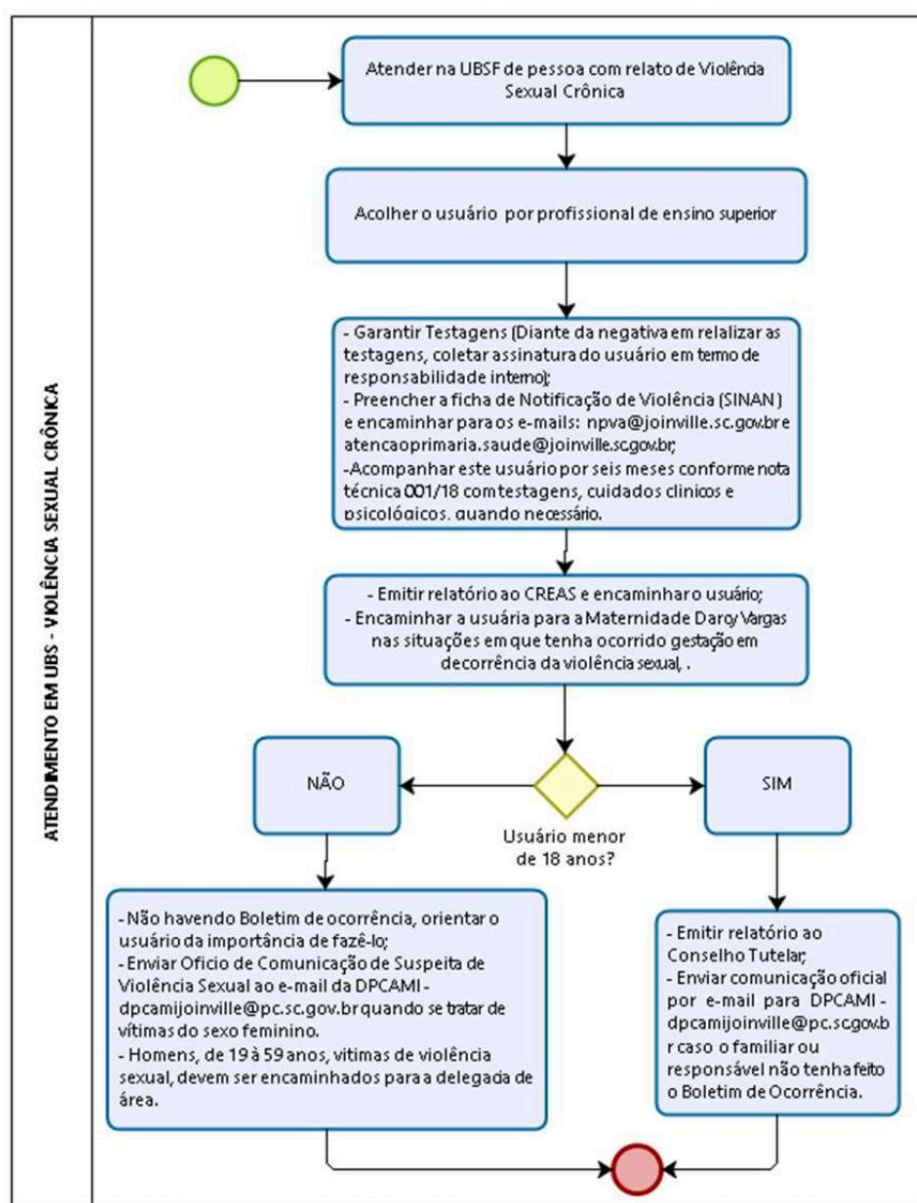 ATENDIMENTO EM UBS - VIOLÊNCIA SEXUAL CRÔNICA
Atender na UBSF de pessoa com relato de Violência
Sexual Crônica
Acolher o usuário por profissional de ensino superior
- Garantir Testagens (Diante da negativa em relalizar as
testagens, coletar assinatura do usuário em termo de
responsabilidade interno);
- Preencher a ficha de Notificação de Violência (SINAN)
e encaminhar para os e-mails: npva@joinville.sc.gov.br e
atencaoprimaria.saude@joinville.sc.gov.br;
-Acompanhar este usuário por seis meses conforme nota
técnica 001/18 com testagens, cuidados clinicos e
psicológicos, quando necessário.
- Emitir relatório ao CREAS e encaminhar o usuário;
- Encaminhar a usuária para a Maternidade Darcy Vargas
nas situações em que tenha ocorrido gestação em
decorrência da violência sexual, .
NÃO
SIM
Usuário menor
de 18 anos?
- Não havendo Boletim de ocorrência, orientar o
usuário da importância de fazê-lo;
- Enviar Oficio de Comunicação de Suspeita de
Violência Sexual ao e-mail da DPCAMI -
dpcamijoinville@pc.sc.gov.br quando se tratar de
vítimas do sexo feminino.
- Homens, de 19 à 59 anos, vitimas de violência
sexual, devem ser encaminhados para a delegacia de
área.
- Emitir relatório ao
Conselho Tutelar;
- Enviar comunicação oficial
por e-mail para DPCAMI -
dpcamijoinville@pc.sc.gov.b
r caso o familiar ou
responsável não tenha feito
o Boletim de Ocorrência.